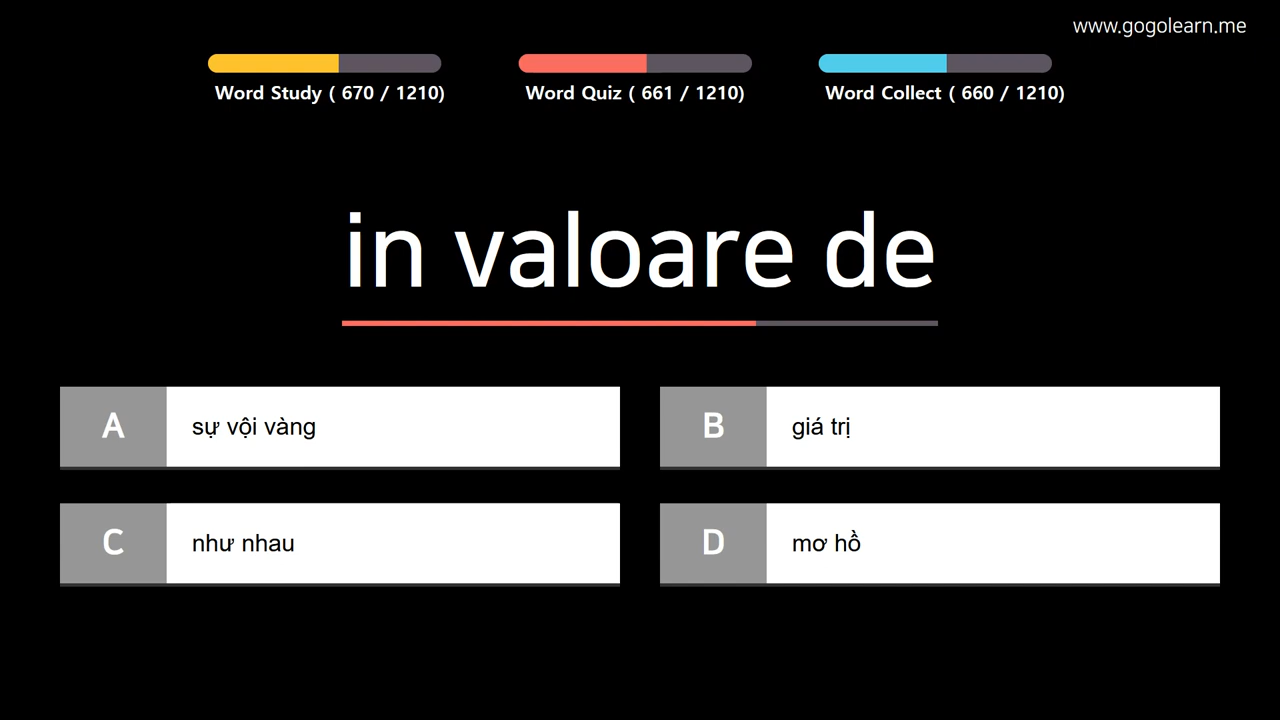 www.gogolearn.me
Word Study ( 670 / 1210)
Word Quiz ( 661 / 1210)
Word Collect ( 660 / 1210)
in valoare de
A
sự vội vàng
B
giá trị
C
như nhau
D
mơ hồ